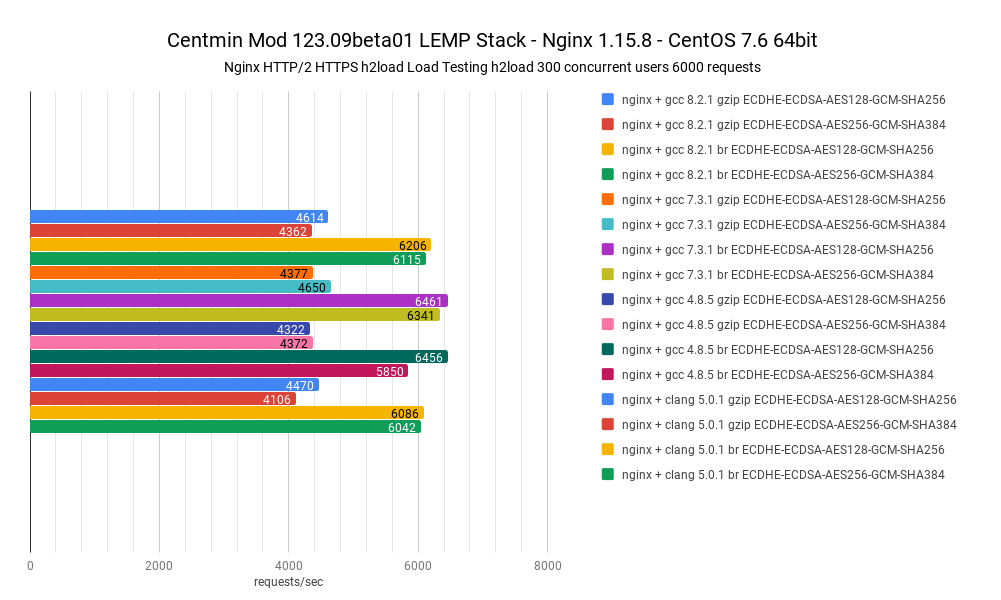 Centmin Mod 123.09beta01 LEMP Stack - Nginx 1.15.8 - CentOS 7.6 64bit
Nginx HTTP/2 HTTPS h2load Load Testing h2load 300 concurrent users 6000 requests
4614
4362
6206
6115
4377
4650
6461
6341
4322
4372
6456
5850
4470
4106
6086
6042
0
2000
4000
6000
8000
requests/sec
nginx + gcc 8.2.1 gzip ECDHE-ECDSA-AES128-GCM-SHA256
nginx + gcc 8.2.1 gzip ECDHE-ECDSA-AES256-GCM-SHA384
nginx + gcc 8.2.1 br ECDHE-ECDSA-AES128-GCM-SHA256
nginx + gcc 8.2.1 br ECDHE-ECDSA-AES256-GCM-SHA384
nginx + gcc 7.3.1 gzip ECDHE-ECDSA-AES128-GCM-SHA256
nginx + gcc 7.3.1 gzip ECDHE-ECDSA-AES256-GCM-SHA384
nginx + gcc 7.3.1 br ECDHE-ECDSA-AES128-GCM-SHA256
nginx + gcc 7.3.1 br ECDHE-ECDSA-AES256-GCM-SHA384
nginx + gcc 4.8.5 gzip ECDHE-ECDSA-AES128-GCM-SHA256
nginx + gcc 4.8.5 gzip ECDHE-ECDSA-AES256-GCM-SHA384
nginx + gcc 4.8.5 br ECDHE-ECDSA-AES128-GCM-SHA256
nginx + gcc 4.8.5 br ECDHE-ECDSA-AES256-GCM-SHA384
nginx + clang 5.0.1 gzip ECDHE-ECDSA-AES128-GCM-SHA256
nginx + clang 5.0.1 gzip ECDHE-ECDSA-AES256-GCM-SHA384
nginx + clang 5.0.1 br ECDHE-ECDSA-AES128-GCM-SHA256
nginx + clang 5.0.1 br ECDHE-ECDSA-AES256-GCM-SHA384